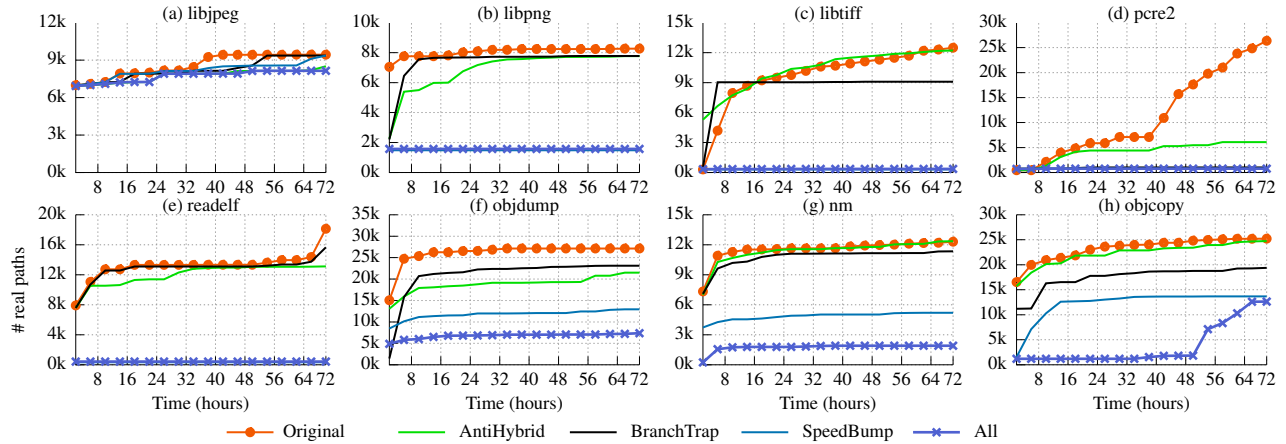 (a) libjpeg (b) libpng (c) libtiff (d) pcre2
12k 10k 15k 30k
9k 8k 12k 25k
6k 6k 9k 20k
3k 4k 6k 15k
0k 2k 3k 10k
0k 0k 5k
0k
8 16 24 32 40 48 56 64 72 8 16 24 32 40 48 56 64 72 8 16 24 32 40 48 56 64 72 8 16 24 32 40 48 56 64 72
(e) readelf (f) objdump (g) nm (h) objcopy
20k 35k 15k 30k
16k 30k 12k 25k
12k 25k 9k 20k
8k 20k 6k 15k
4k 15k 3k 10k
0k 10k 0k 5k
5k 0k
0k
8 16 24 32 40 48 56 64 72 8 16 24 32 40 48 56 64 72 8 16 24 32 40 48 56 64 72 8 16 24 32 40 48 56 64 72
# real paths
Time (hours) Time (hours) Time (hours) Time (hours)
Original AntiHybrid BranchTrap SpeedBump All